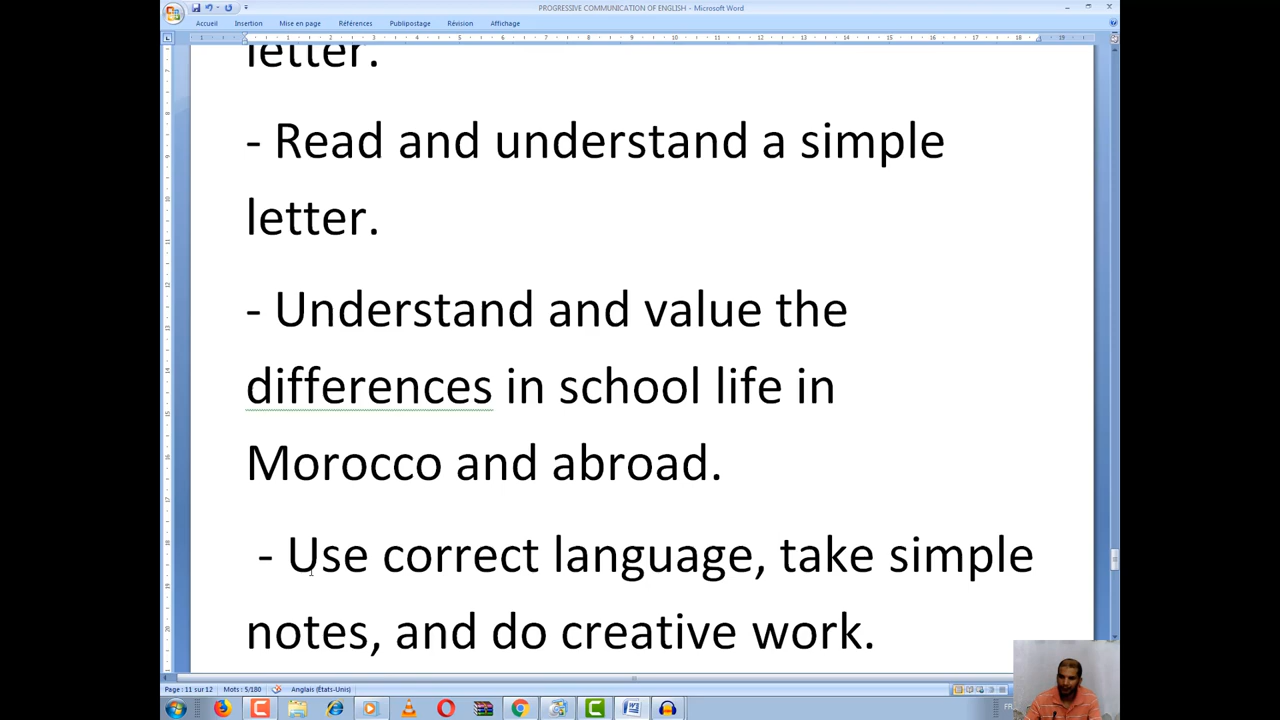 PROGRESSIVE COMMUNICATION OF ENGLISH - Microsoft Word
Accueil Insertion Mise en page Références Publipostage Révision Affichage
letter.
- Read and understand a simple
letter.
- Understand and value the
differences in school life in
Morocco and abroad.
- Use correct language, take simple
notes, and do creative work.
Page : 11 sur 12 Mots : 5/180 Anglais (États-Unis)
FR